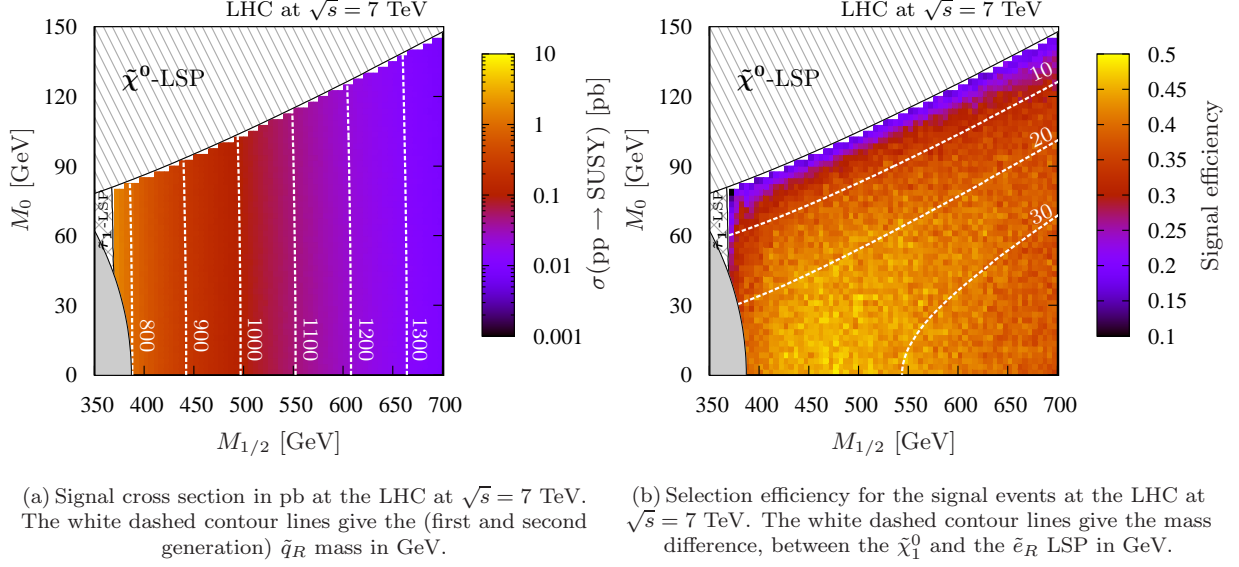 LHC at √s = 7 TeV
150
120
90
60
30
0
M₀ [GeV]
χ̃⁰-LSP
τ̃₁-LSP
800
900
1000
1100
1200
1300
350 400 450 500 550 600 650 700
M₁/₂ [GeV]
10
1
0.1
0.01
0.001
σ(pp → SUSY) [pb]
(a) Signal cross section in pb at the LHC at √s = 7 TeV.
The white dashed contour lines give the (first and second
generation) q̃_R mass in GeV.
LHC at √s = 7 TeV
150
120
90
60
30
0
M₀ [GeV]
χ̃⁰-LSP
τ̃₁-LSP
10
20
30
350 400 450 500 550 600 650 700
M₁/₂ [GeV]
0.5
0.45
0.4
0.35
0.3
0.25
0.2
0.15
0.1
Signal efficiency
(b) Selection efficiency for the signal events at the LHC at
√s = 7 TeV. The white dashed contour lines give the mass
difference, between the χ̃₁⁰ and the ẽ_R LSP in GeV.